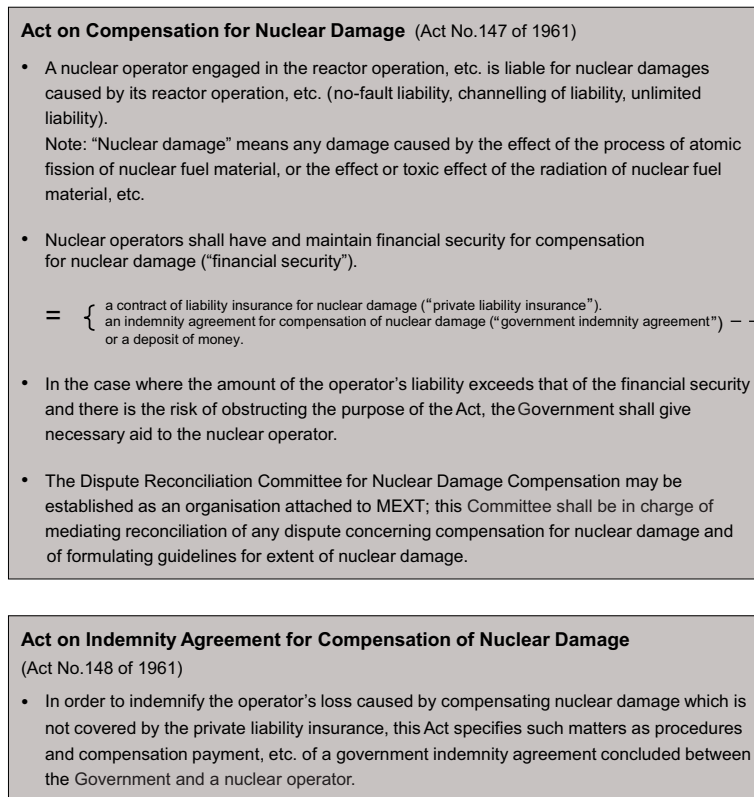 Act on Compensation for Nuclear Damage (Act No.147 of 1961)
• A nuclear operator engaged in the reactor operation, etc. is liable for nuclear damages
caused by its reactor operation, etc. (no-fault liability, channelling of liability, unlimited
liability).
Note: “Nuclear damage” means any damage caused by the effect of the process of atomic
fission of nuclear fuel material, or the effect or toxic effect of the radiation of nuclear fuel
material, etc.
• Nuclear operators shall have and maintain financial security for compensation
for nuclear damage (“financial security”).
= { a contract of liability insurance for nuclear damage (“private liability insurance”).
an indemnity agreement for compensation of nuclear damage (“government indemnity agreement”)
or a deposit of money.
• In the case where the amount of the operator’s liability exceeds that of the financial security
and there is the risk of obstructing the purpose of the Act, the Government shall give
necessary aid to the nuclear operator.
• The Dispute Reconciliation Committee for Nuclear Damage Compensation may be
established as an organisation attached to MEXT; this Committee shall be in charge of
mediating reconciliation of any dispute concerning compensation for nuclear damage and
of formulating guidelines for extent of nuclear damage.
Act on Indemnity Agreement for Compensation of Nuclear Damage
(Act No.148 of 1961)
• In order to indemnify the operator’s loss caused by compensating nuclear damage which is
not covered by the private liability insurance, this Act specifies such matters as procedures
and compensation payment, etc. of a government indemnity agreement concluded between
the Government and a nuclear operator.